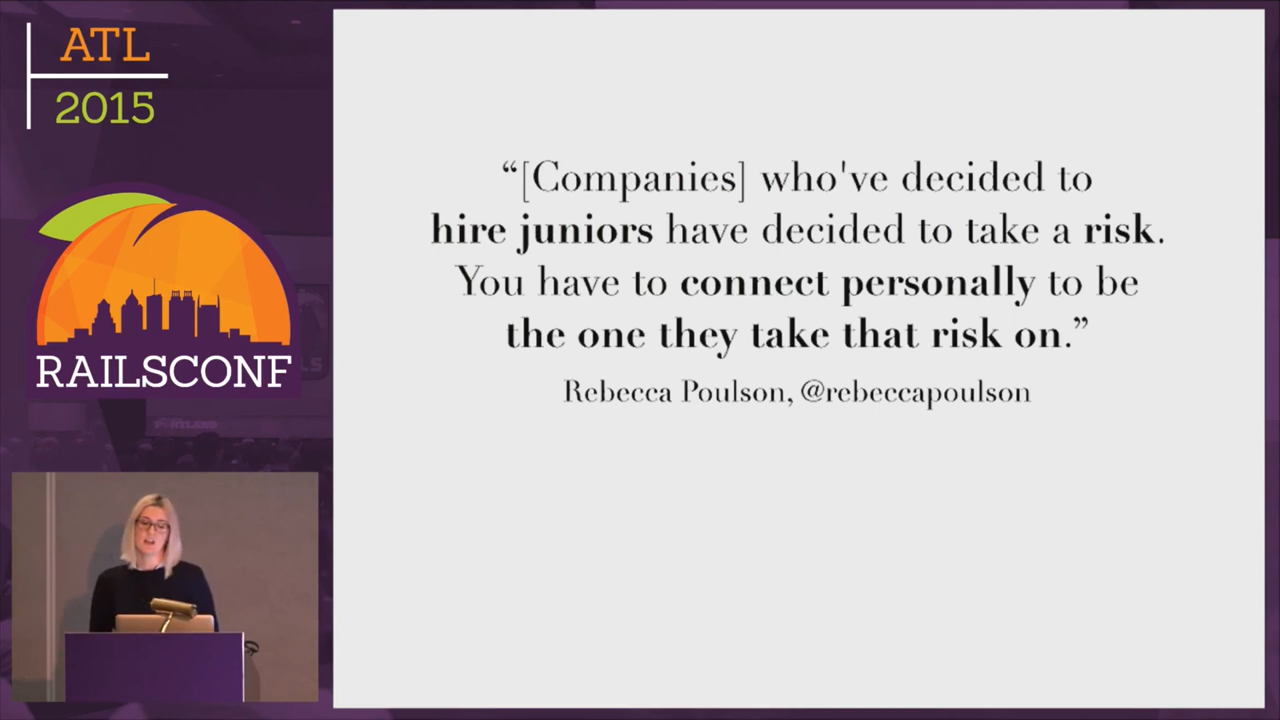 ATL
2015
RAILSCONF
“[Companies] who've decided to
hire juniors have decided to take a risk.
You have to connect personally to be
the one they take that risk on.”
Rebecca Poulson, @rebeccapoulson